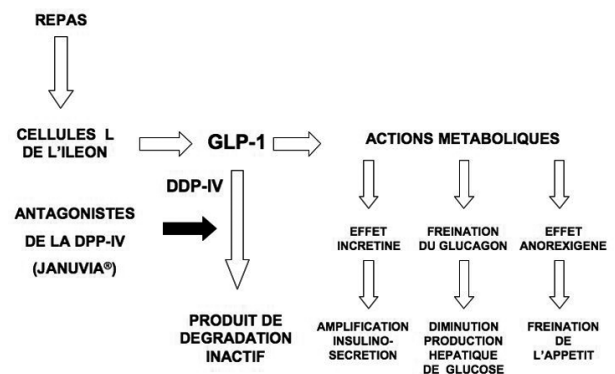 REPAS
CELLULES L
DE L'ILEON
GLP-1
ACTIONS METABOLIQUES
DDP-IV
ANTAGONISTES
DE LA DPP-IV
(JANUVIA®)
EFFET
INCRETINE
FREINATION
DU GLUCAGON
EFFET
ANOREXIGENE
PRODUIT DE
DEGRADATION
INACTIF
AMPLIFICATION
INSULINO-
SECRETION
DIMINUTION
PRODUCTION
HEPATIQUE
DE GLUCOSE
FREINATION
DE
L'APPETIT